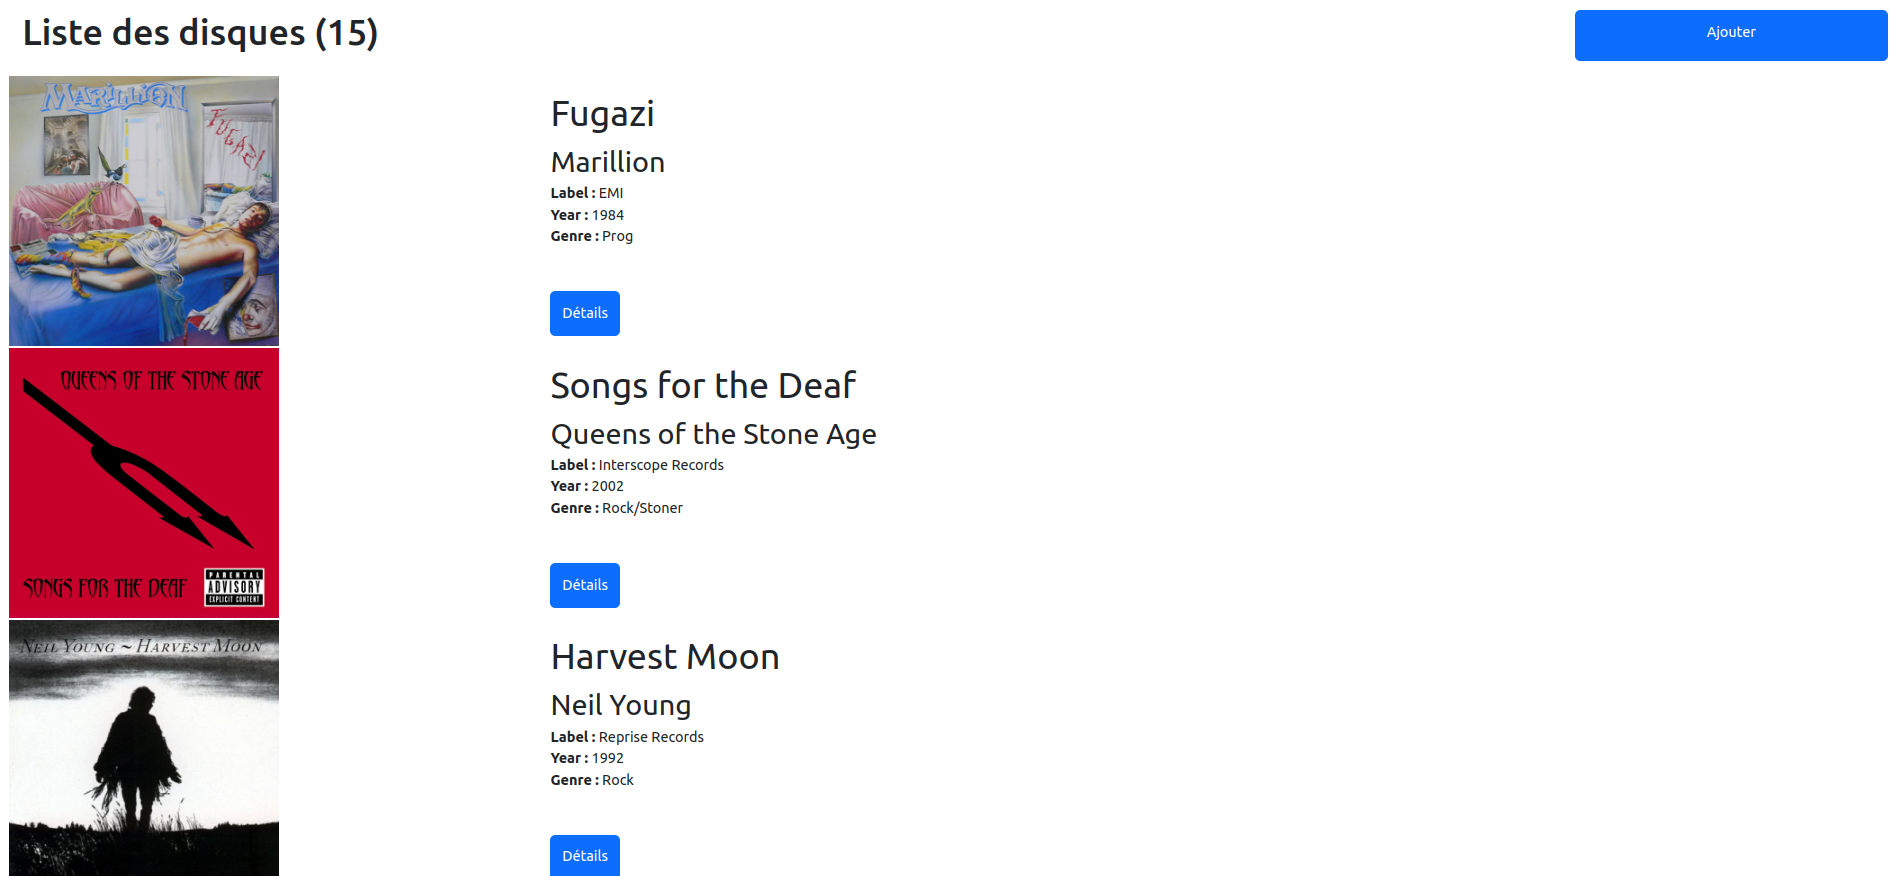 Liste des disques (15)
Ajouter
MARILLION
FUGAZI
Fugazi
Marillion
Label : EMI
Year : 1984
Genre : Prog
Détails
QUEENS OF THE STONE AGE
SONGS FOR THE DEAF
PARENTAL
ADVISORY
EXPLICIT CONTENT
Songs for the Deaf
Queens of the Stone Age
Label : Interscope Records
Year : 2002
Genre : Rock/Stoner
Détails
NEIL YOUNG ~ HARVEST MOON
Harvest Moon
Neil Young
Label : Reprise Records
Year : 1992
Genre : Rock
Détails